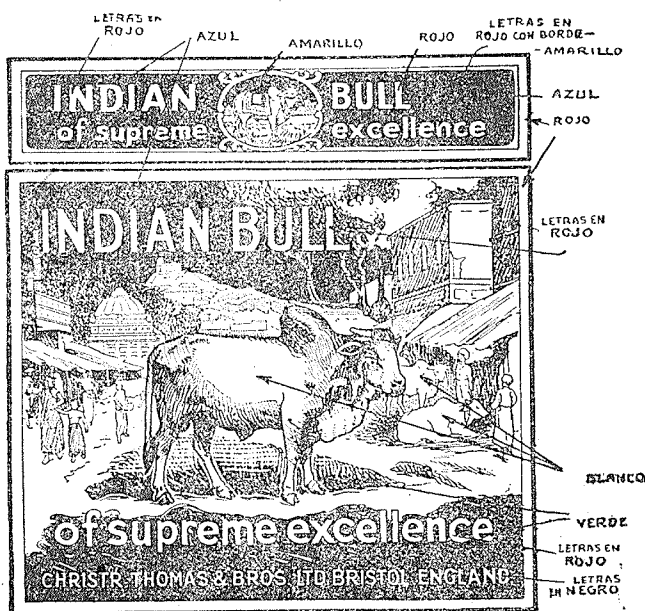 LETRAS EN
ROJO
AZUL
AMARILLO
ROJO
LETRAS EN
ROJO CON BORDE-
-AMARILLO
INDIAN BULL
of supreme excellence
AZUL
ROJO
INDIAN BULL
LETRAS EN
ROJO
BLANCO
VERDE
of supreme excellence
LETRAS EN
ROJO
CHRISTR. THOMAS & BROS. LTD. BRISTOL ENGLAND
LETRAS
EN NEGRO